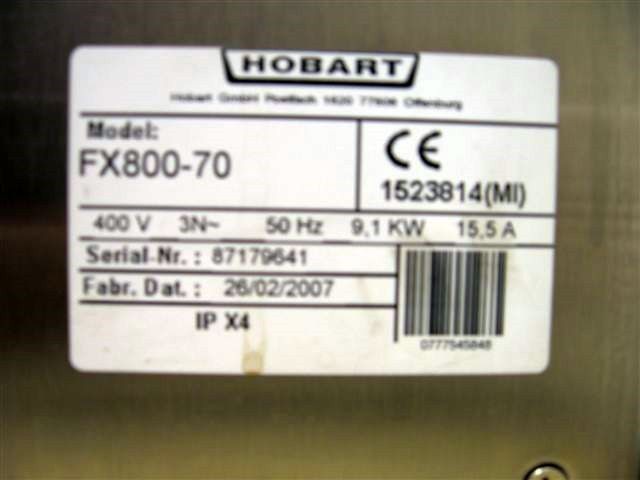 HOBART
Hobart GmbH Postfach 1620 77606 Offenburg
Model:
FX800-70
CE
1523814(MI)
400 V 3N~ 50 Hz 9,1 KW 15,5 A
Serial-Nr. : 87179641
Fabr. Dat. : 26/02/2007
IP X4
0777545848